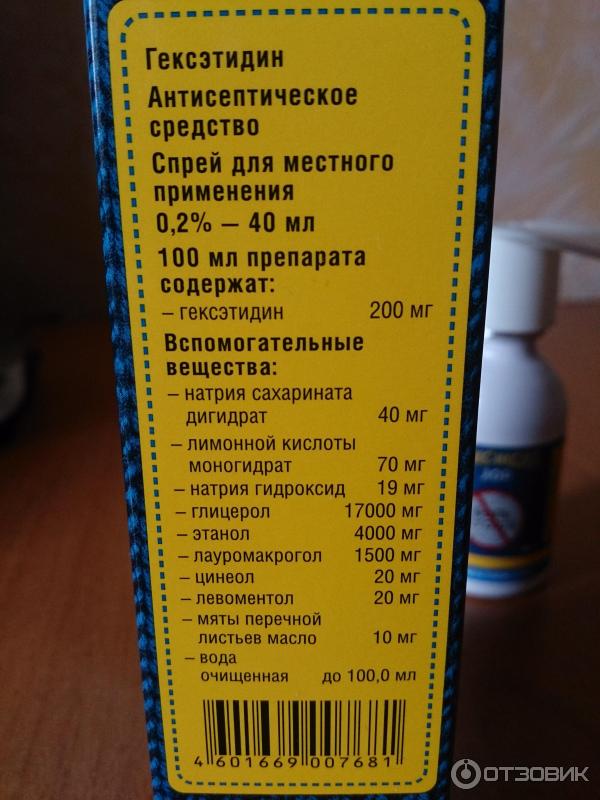 Гексэтидин
Антисептическое
средство
Спрей для местного
применения
0,2% – 40 мл
100 мл препарата
содержат:
– гексэтидин 200 мг
Вспомогательные
вещества:
– натрия сахарината
дигидрат 40 мг
– лимонной кислоты
моногидрат 70 мг
– натрия гидроксид 19 мг
– глицерол 17000 мг
– этанол 4000 мг
– лауромакрогол 1500 мг
– цинеол 20 мг
– левоментол 20 мг
– мяты перечной
листьев масло 10 мг
– вода
очищенная до 100,0 мл
4 601669 007681
ОТЗОВИК